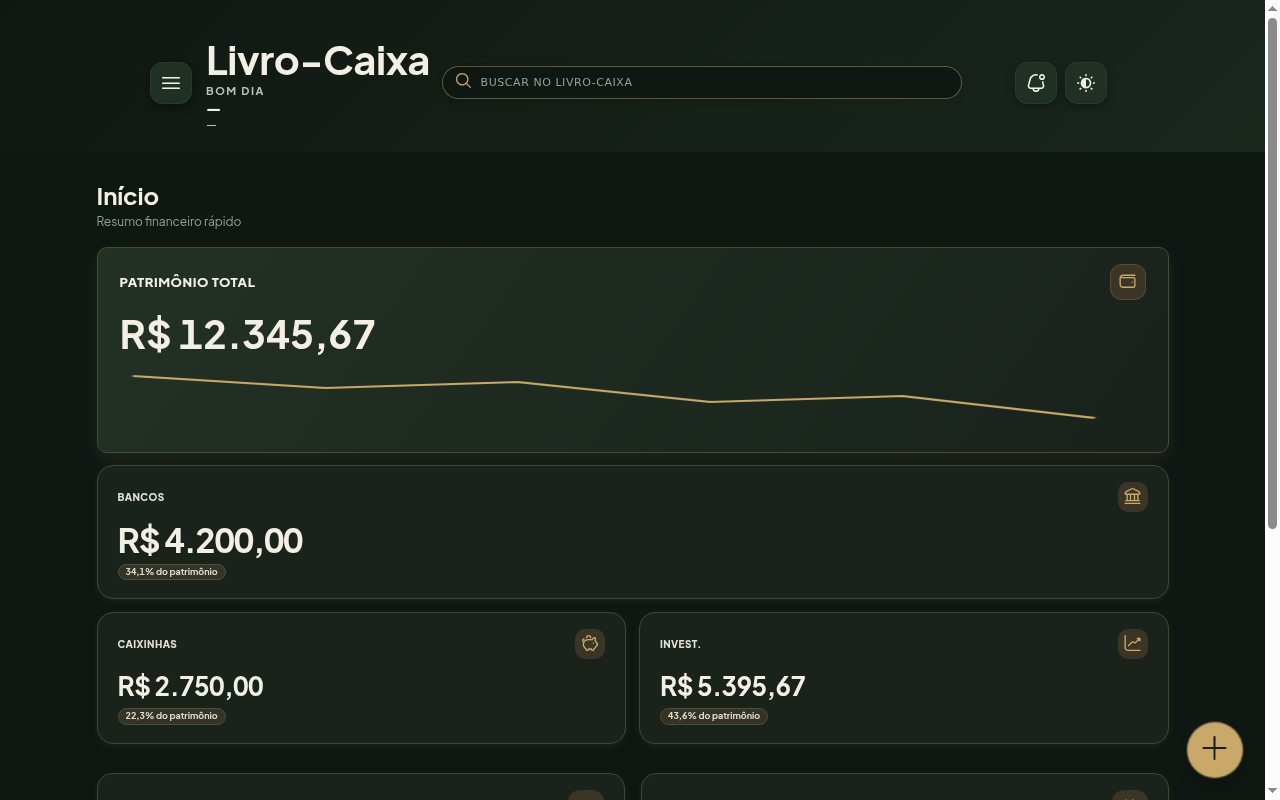 Livro-Caixa
BOM DIA
—
—
BUSCAR NO LIVRO-CAIXA
Início
Resumo financeiro rápido
PATRIMÔNIO TOTAL
R$ 12.345,67
BANCOS
R$ 4.200,00
34,1% do patrimônio
CAIXINHAS
R$ 2.750,00
22,3% do patrimônio
INVEST.
R$ 5.395,67
43,6% do patrimônio